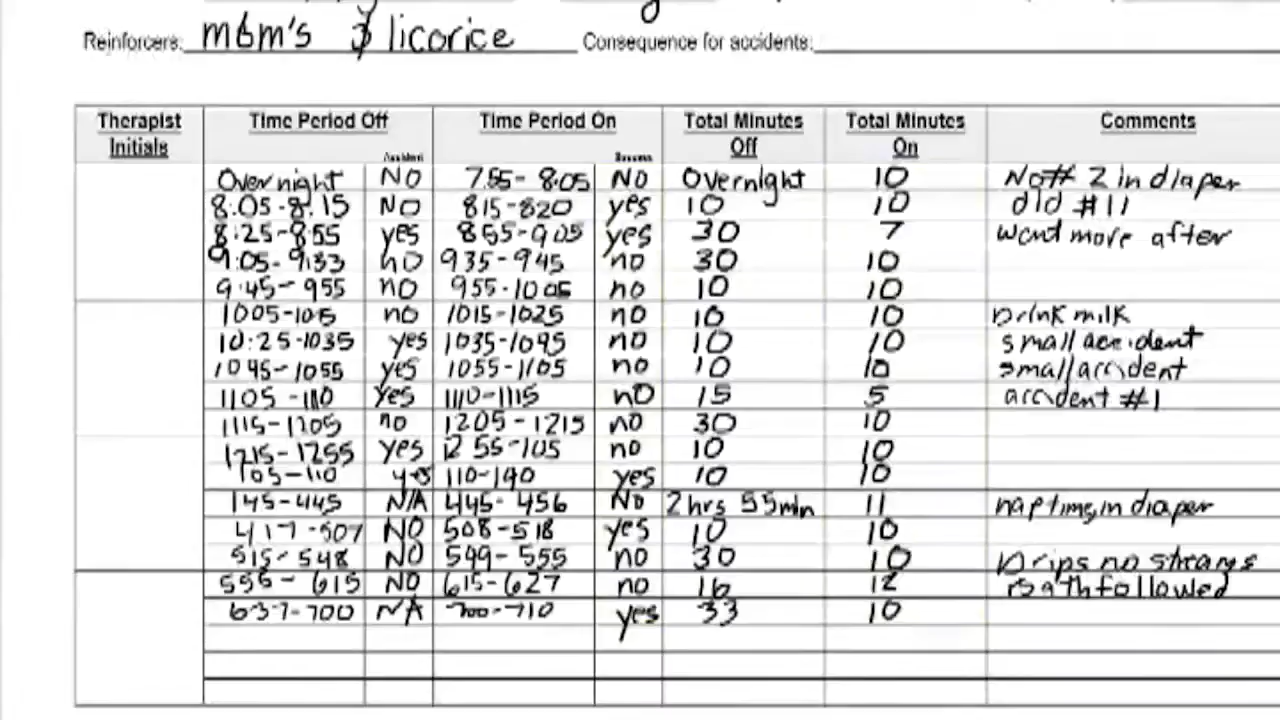 Reinforcers: m&m's & licorice Consequence for accidents:
Therapist Initials Time Period Off Time Period On Total Minutes Off Total Minutes On Comments
Accident Success
Overnight NO 7:55-8:05 NO Overnight 10 No # 2 in diaper
8:05-8:15 NO 815-820 yes 10 10 did #1
8:25-8:55 yes 855-905 yes 30 7 went more after
9:05-9:33 no 935-945 no 30 10
9:45-955 no 955-1005 no 10 10
1005-1015 no 1015-1025 no 10 10 Drink milk
10:25-1035 yes 1035-1045 no 10 10 small accident
1045-1055 yes 1055-1105 no 10 10 small accident
1105-1110 yes 1110-1115 no 15 5 accident #1
1115-1205 no 1205-1215 no 30 10
1215-1255 yes 1255-105 no 10 10
105-110 yes 110-140 yes 10 10
145-445 N/A 445-456 No 2hrs 55min 11 naptime, in diaper
417-507 NO 508-518 yes 10 10
515-548 NO 549-555 no 30 10 Drips no streams
555-615 NO 615-627 no 16 12 followed
637-700 N/A 700-710 yes 33 10